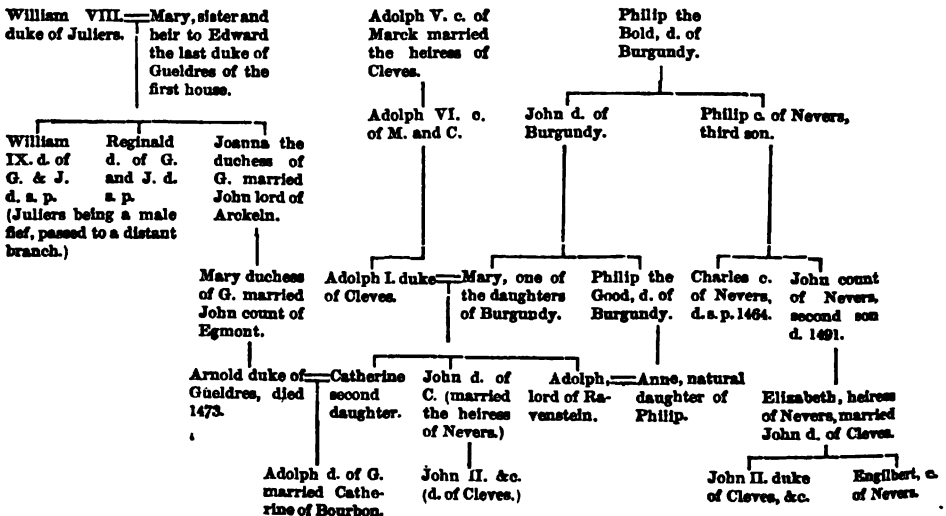 William VIII.
duke of Juliers.
Mary, sister and
heir to Edward
the last duke of
Gueldres of the
first house.
Adolph V. c. of
Marck married
the heiress of
Cleves.
Philip the
Bold, d. of
Burgundy.
Adolph VI. c.
of M. and C.
John d. of
Burgundy.
Philip c. of Nevers,
third son.
William
IX. d. of
G. & J.
d. s. p.
(Juliers being a male
fief, passed to a distant
branch.)
Reginald
d. of G.
and J. d.
s. p.
Joanna the
duchess of
G. married
John lord of
Arckeln.
Mary duchess
of G. married
John count of
Egmont.
Adolph I. duke
of Cleves.
Mary, one of
the daughters
of Burgundy.
Philip the
Good, d. of
Burgundy.
Charles c.
of Nevers,
d. s. p. 1464.
John count
of Nevers,
second son
d. 1491.
Arnold duke of
Gueldres, died
1473.
Catherine
second
daughter.
John d. of
C. (married
the heiress
of Nevers.)
Adolph,
lord of Ra-
venstein.
Anne, natural
daughter of
Philip.
Elizabeth, heiress
of Nevers, married
John d. of Cleves.
Adolph d. of G.
married Cathe-
rine of Bourbon.
John II. &c.
(d. of Cleves.)
John II. duke
of Cleves, &c.
Engilbert, c.
of Nevers.